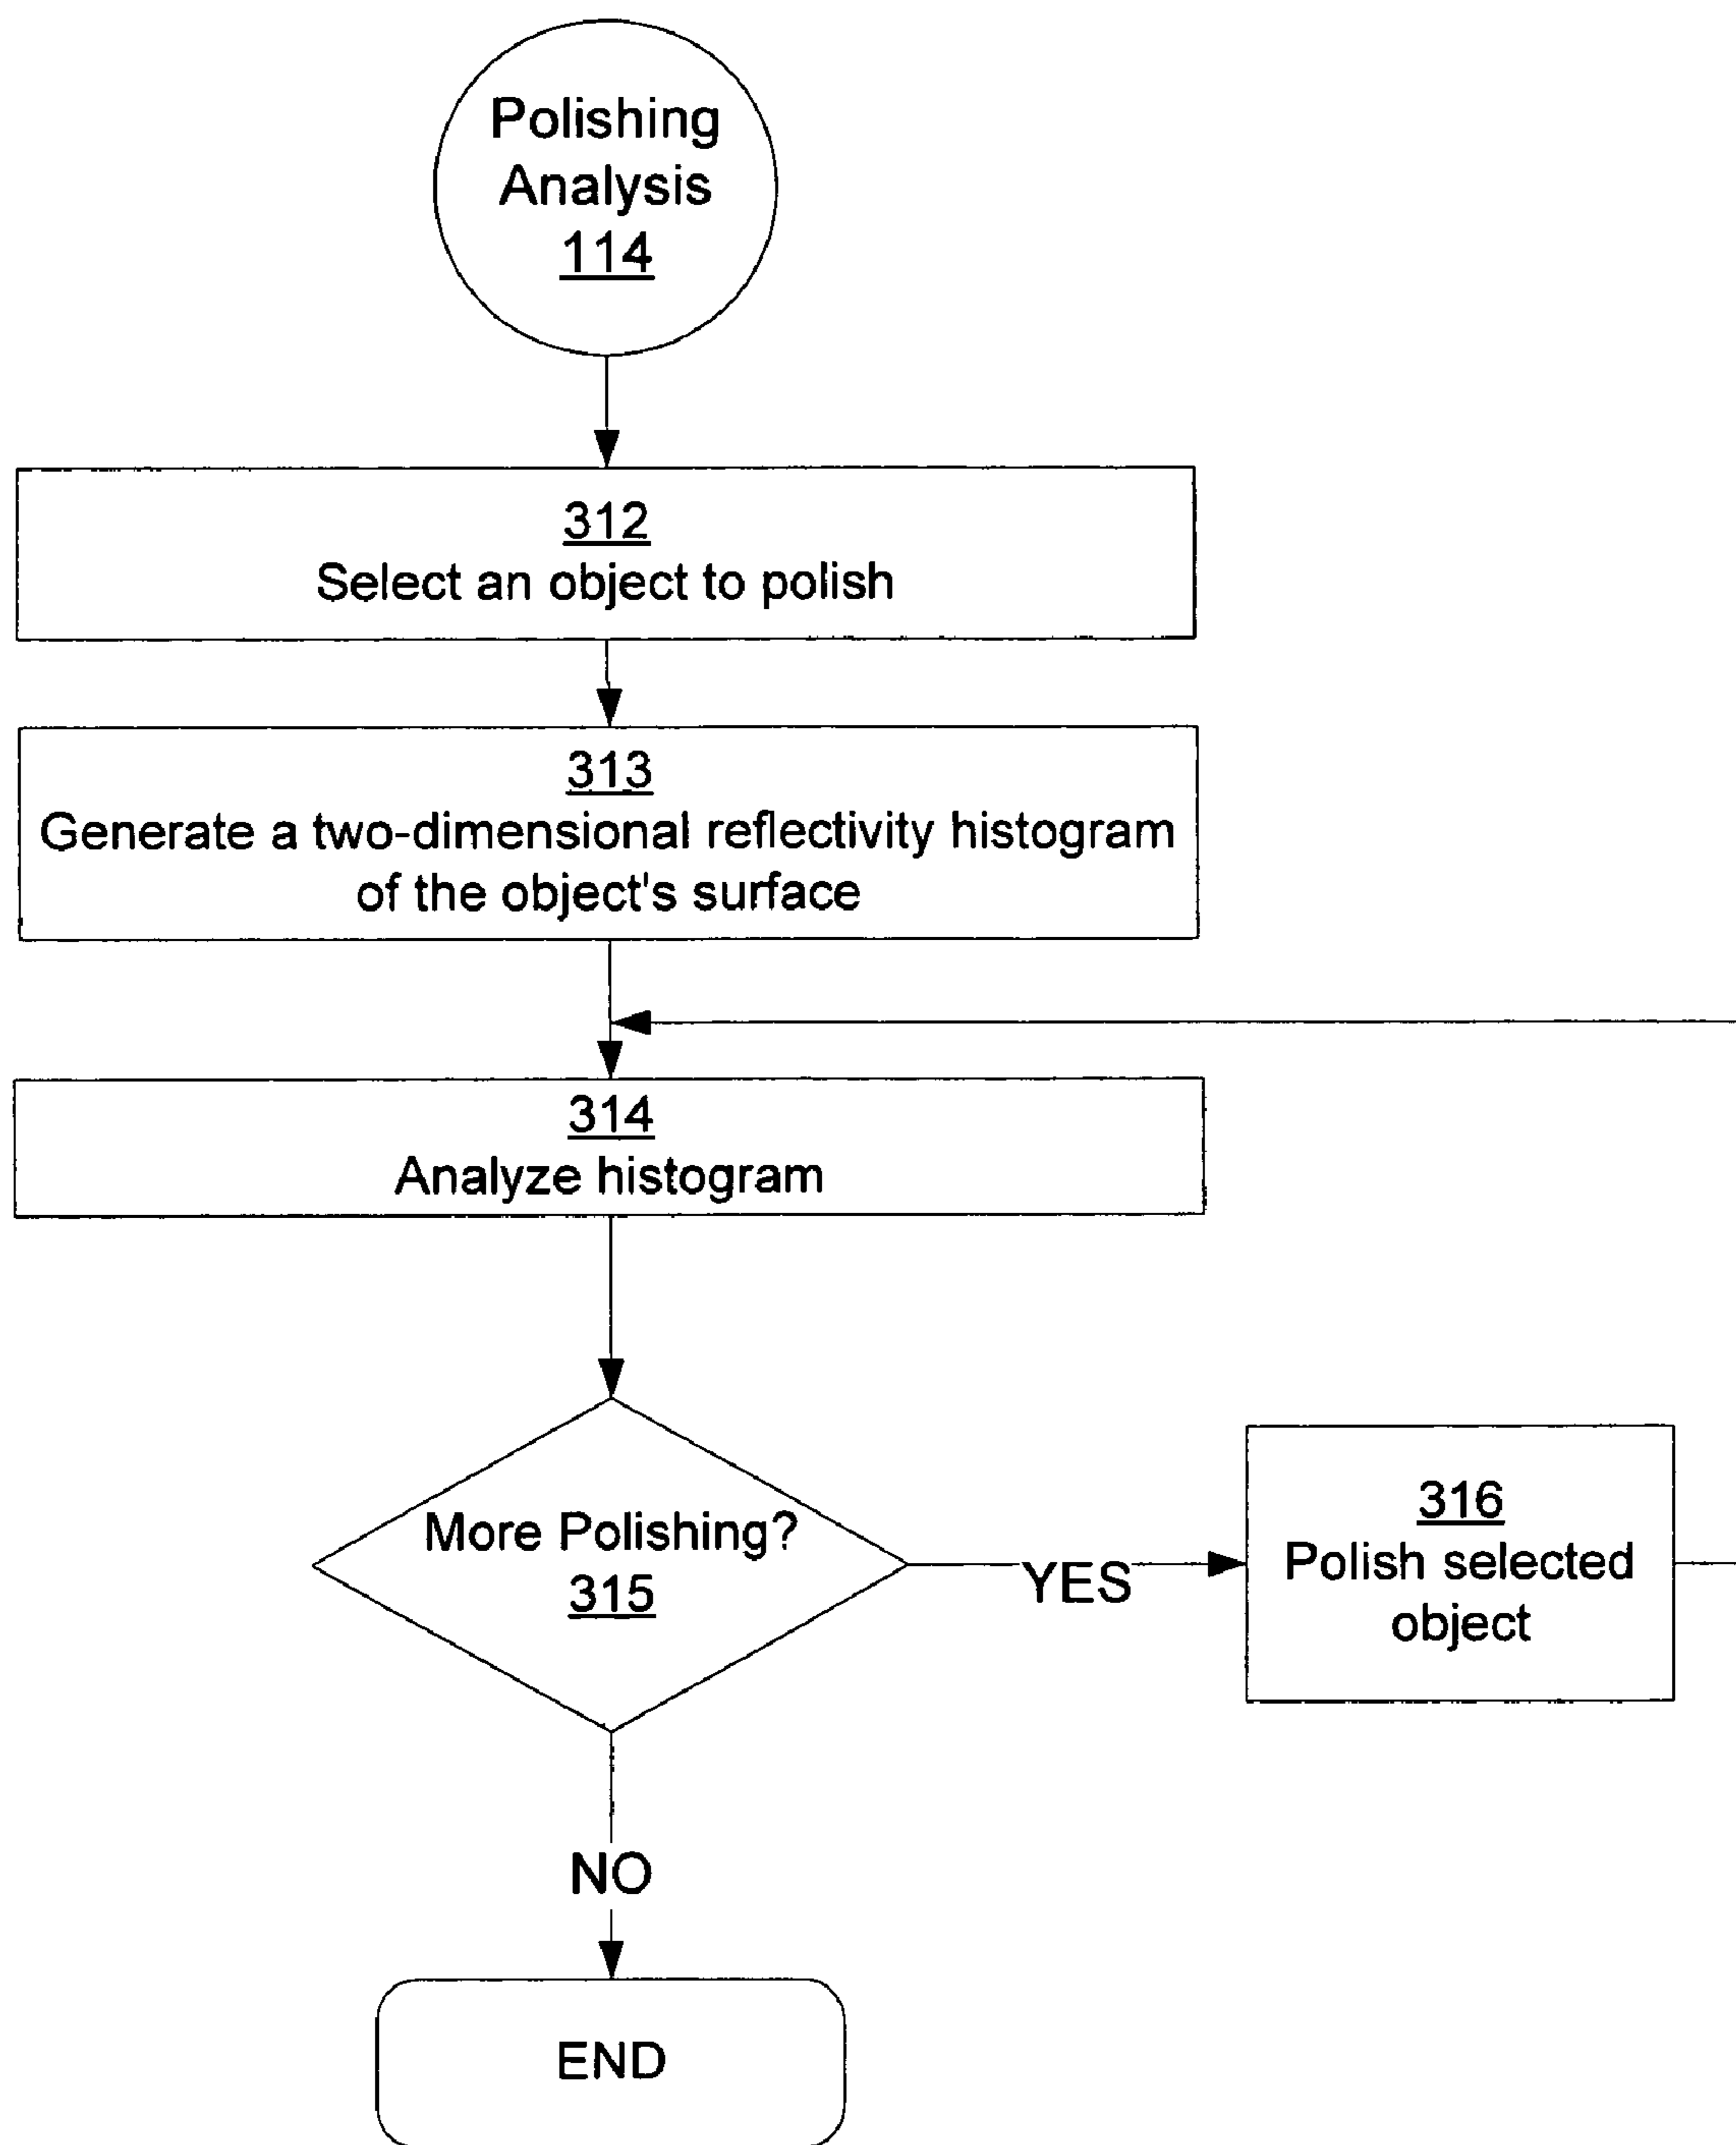 Polishing
Analysis
114
312
Select an object to polish
313
Generate a two-dimensional reflectivity histogram
of the object's surface
314
Analyze histogram
More Polishing?
315
YES
316
Polish selected
object
NO
END